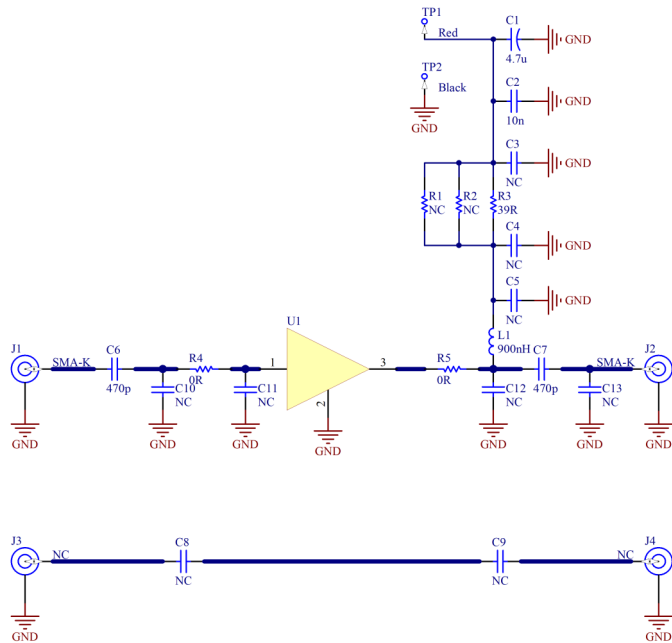 TP1
Red
C1
4.7u
GND
TP2
Black
GND
C2
10n
GND
C3
NC
GND
R1
NC
R2
NC
R3
39R
C4
NC
GND
C5
NC
GND
L1
900nH
U1
1
3
2
GND
J1
SMA-K
GND
C6
470p
C10
NC
GND
R4
0R
C11
NC
GND
R5
0R
C12
NC
GND
C7
470p
C13
NC
GND
SMA-K
J2
GND
J3
NC
GND
C8
NC
C9
NC
NC
J4
GND